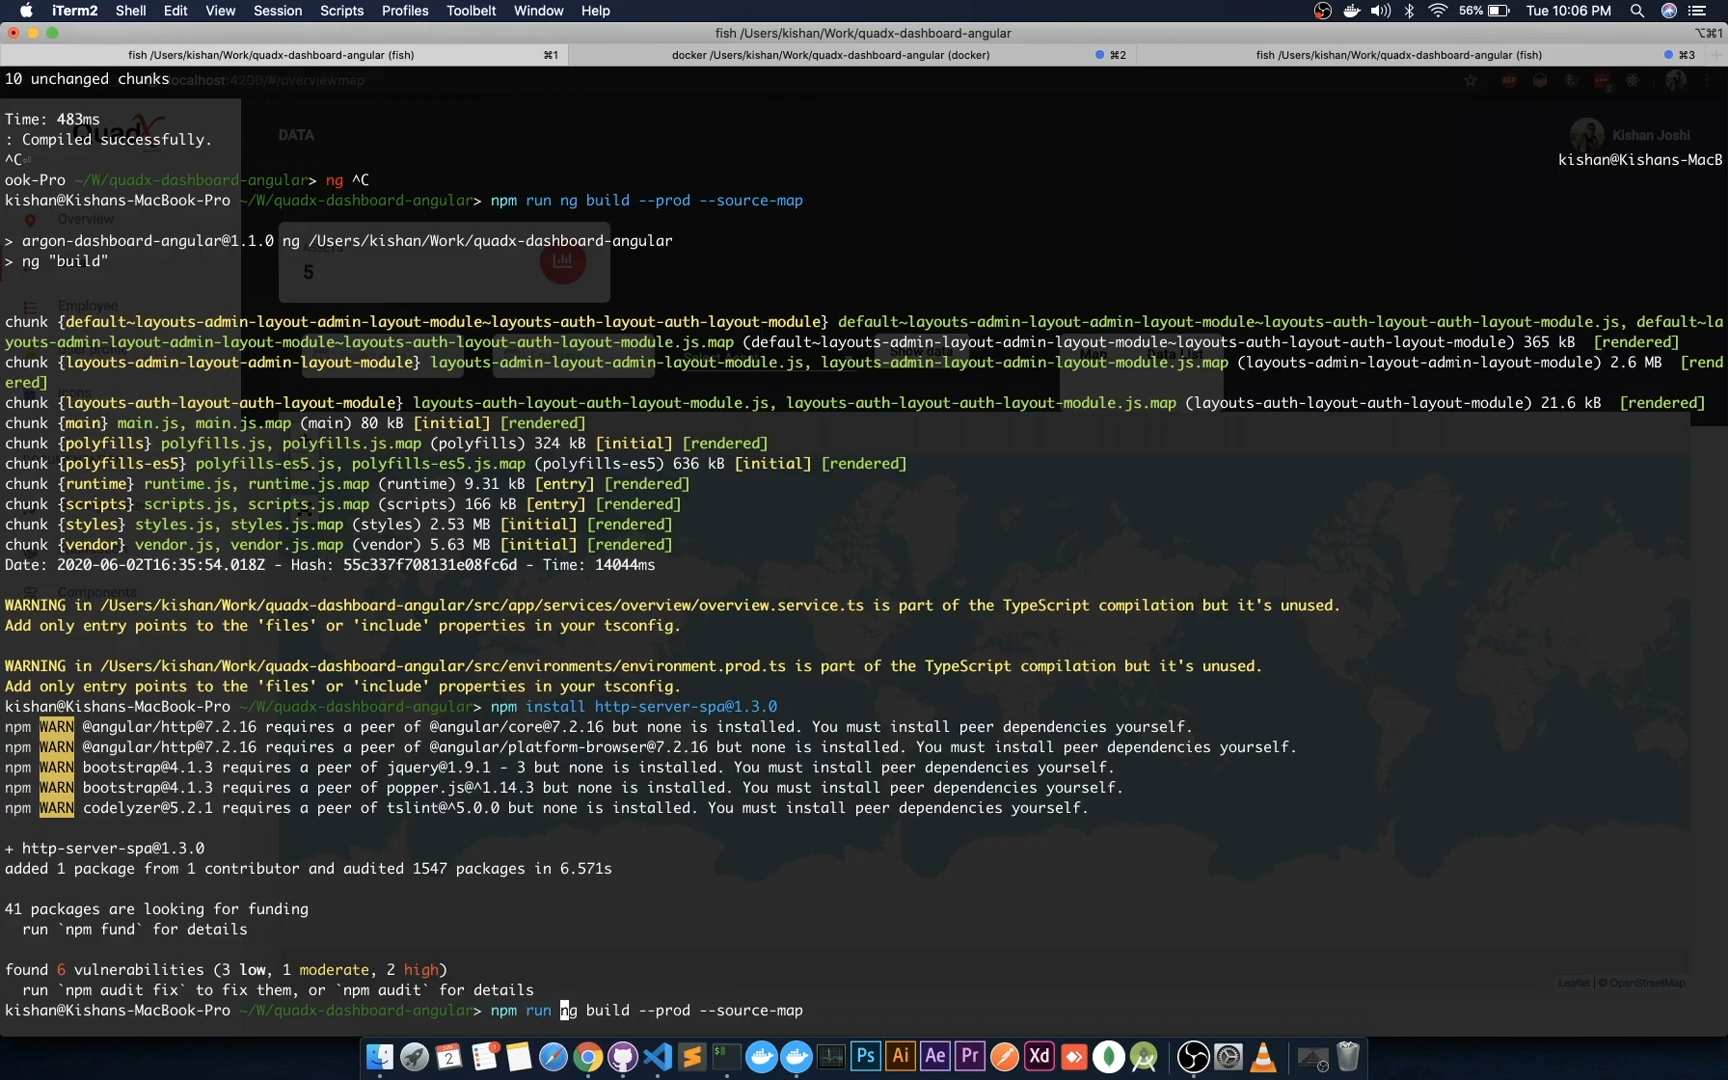 iTerm2 Shell Edit View Session Scripts Profiles Toolbelt Window Help 56% Tue 10:06 PM
fish /Users/kishan/Work/quadx-dashboard-angular ⌥⌘1
fish /Users/kishan/Work/quadx-dashboard-angular (fish) ⌘1 docker /Users/kishan/Work/quadx-dashboard-angular (docker) ⌘2 fish /Users/kishan/Work/quadx-dashboard-angular (fish) ⌘3
10 unchanged chunks localhost:4200/#/overviewmap
Time: 483ms
QuadX DATA Kishan Joshi
: Compiled successfully.
^C⏎ kishan@Kishans-MacB
ook-Pro ~/W/quadx-dashboard-angular> ng ^C
kishan@Kishans-MacBook-Pro ~/W/quadx-dashboard-angular> npm run ng build --prod --source-map
Overview
> argon-dashboard-angular@1.1.0 ng /Users/kishan/Work/quadx-dashboard-angular
> ng "build"
5
Employee
chunk {default~layouts-admin-layout-admin-layout-module~layouts-auth-layout-auth-layout-module} default~layouts-admin-layout-admin-layout-module~layouts-auth-layout-auth-layout-module.js, default~la
youts-admin-layout-admin-layout-module~layouts-auth-layout-auth-layout-module.js.map (default~layouts-admin-layout-admin-layout-module~layouts-auth-layout-auth-layout-module) 365 kB [rendered]
chunk {layouts-admin-layout-admin-layout-module} layouts-admin-layout-admin-layout-module.js, layouts-admin-layout-admin-layout-module.js.map (layouts-admin-layout-admin-layout-module) 2.6 MB [rend
ered]
chunk {layouts-auth-layout-auth-layout-module} layouts-auth-layout-auth-layout-module.js, layouts-auth-layout-auth-layout-module.js.map (layouts-auth-layout-auth-layout-module) 21.6 kB [rendered]
chunk {main} main.js, main.js.map (main) 80 kB [initial] [rendered]
chunk {polyfills} polyfills.js, polyfills.js.map (polyfills) 324 kB [initial] [rendered]
chunk {polyfills-es5} polyfills-es5.js, polyfills-es5.js.map (polyfills-es5) 636 kB [initial] [rendered]
chunk {runtime} runtime.js, runtime.js.map (runtime) 9.31 kB [entry] [rendered]
chunk {scripts} scripts.js, scripts.js.map (scripts) 166 kB [entry] [rendered]
chunk {styles} styles.js, styles.js.map (styles) 2.53 MB [initial] [rendered]
chunk {vendor} vendor.js, vendor.js.map (vendor) 5.63 MB [initial] [rendered]
Date: 2020-06-02T16:35:54.018Z - Hash: 55c337f708131e08fc6d - Time: 14044ms
Components
WARNING in /Users/kishan/Work/quadx-dashboard-angular/src/app/services/overview/overview.service.ts is part of the TypeScript compilation but it's unused.
Add only entry points to the 'files' or 'include' properties in your tsconfig.
WARNING in /Users/kishan/Work/quadx-dashboard-angular/src/environments/environment.prod.ts is part of the TypeScript compilation but it's unused.
Add only entry points to the 'files' or 'include' properties in your tsconfig.
kishan@Kishans-MacBook-Pro ~/W/quadx-dashboard-angular> npm install http-server-spa@1.3.0
npm WARN @angular/http@7.2.16 requires a peer of @angular/core@7.2.16 but none is installed. You must install peer dependencies yourself.
npm WARN @angular/http@7.2.16 requires a peer of @angular/platform-browser@7.2.16 but none is installed. You must install peer dependencies yourself.
npm WARN bootstrap@4.1.3 requires a peer of jquery@1.9.1 - 3 but none is installed. You must install peer dependencies yourself.
npm WARN bootstrap@4.1.3 requires a peer of popper.js@^1.14.3 but none is installed. You must install peer dependencies yourself.
npm WARN codelyzer@5.2.1 requires a peer of tslint@^5.0.0 but none is installed. You must install peer dependencies yourself.
+ http-server-spa@1.3.0
added 1 package from 1 contributor and audited 1547 packages in 6.571s
41 packages are looking for funding
run `npm fund` for details
found 6 vulnerabilities (3 low, 1 moderate, 2 high)
Leaflet | © OpenStreetMap
run `npm audit fix` to fix them, or `npm audit` for details
kishan@Kishans-MacBook-Pro ~/W/quadx-dashboard-angular> npm run ng build --prod --source-map
2 Ps Ai Ae Pr Xd